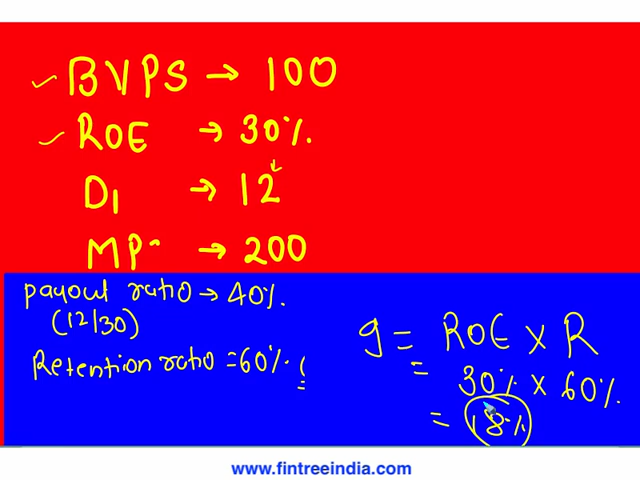 BVPS → 100
ROE → 30%.
D1 → 12
MP → 200
Payout ratio → 40%.
(12/30)
Retention ratio = 60%.
g = ROE x R
= 30% x 60%
= 18%
www.fintreeindia.com